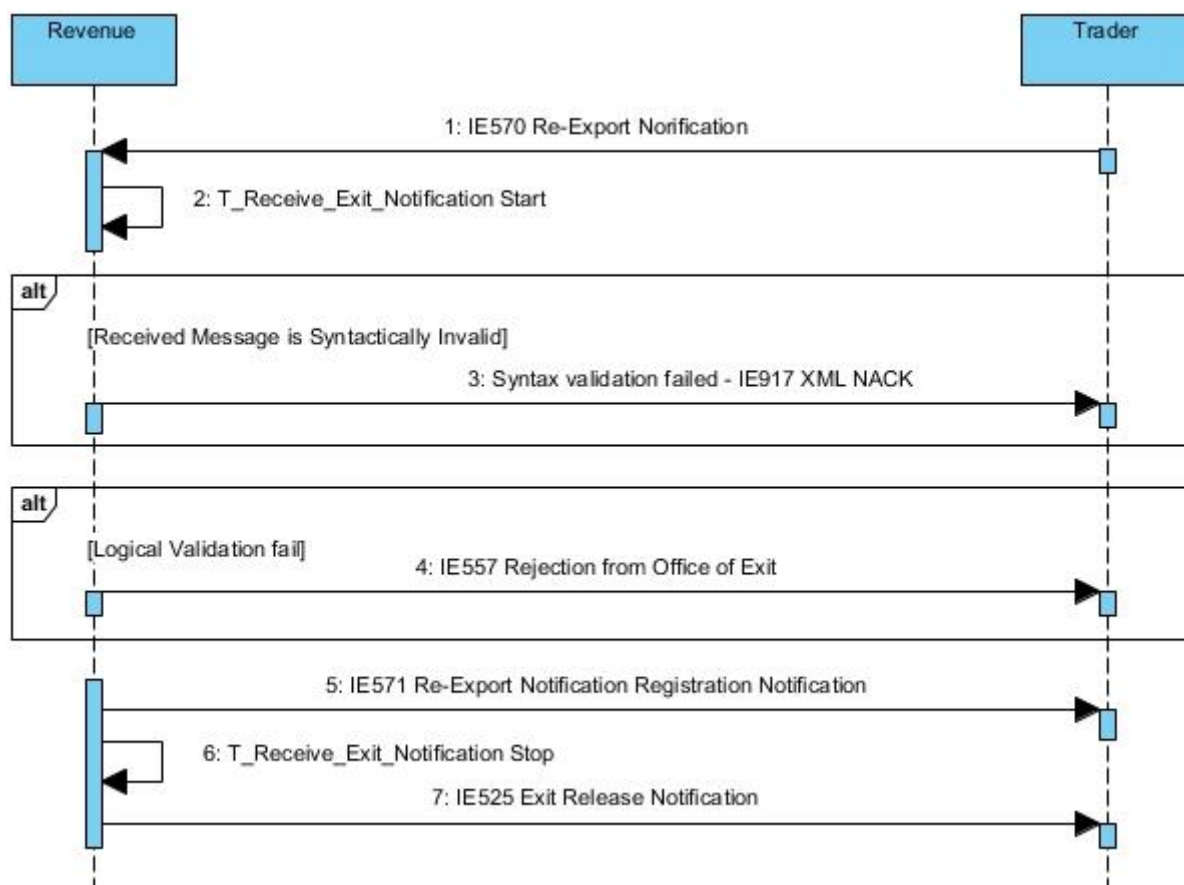 Revenue
Trader
1: IE570 Re-Export Norification
2: T_Receive_Exit_Notification Start
alt
[Received Message is Syntactically Invalid]
3: Syntax validation failed - IE917 XML NACK
alt
[Logical Validation fail]
4: IE557 Rejection from Office of Exit
5: IE571 Re-Export Notification Registration Notification
6: T_Receive_Exit_Notification Stop
7: IE525 Exit Release Notification